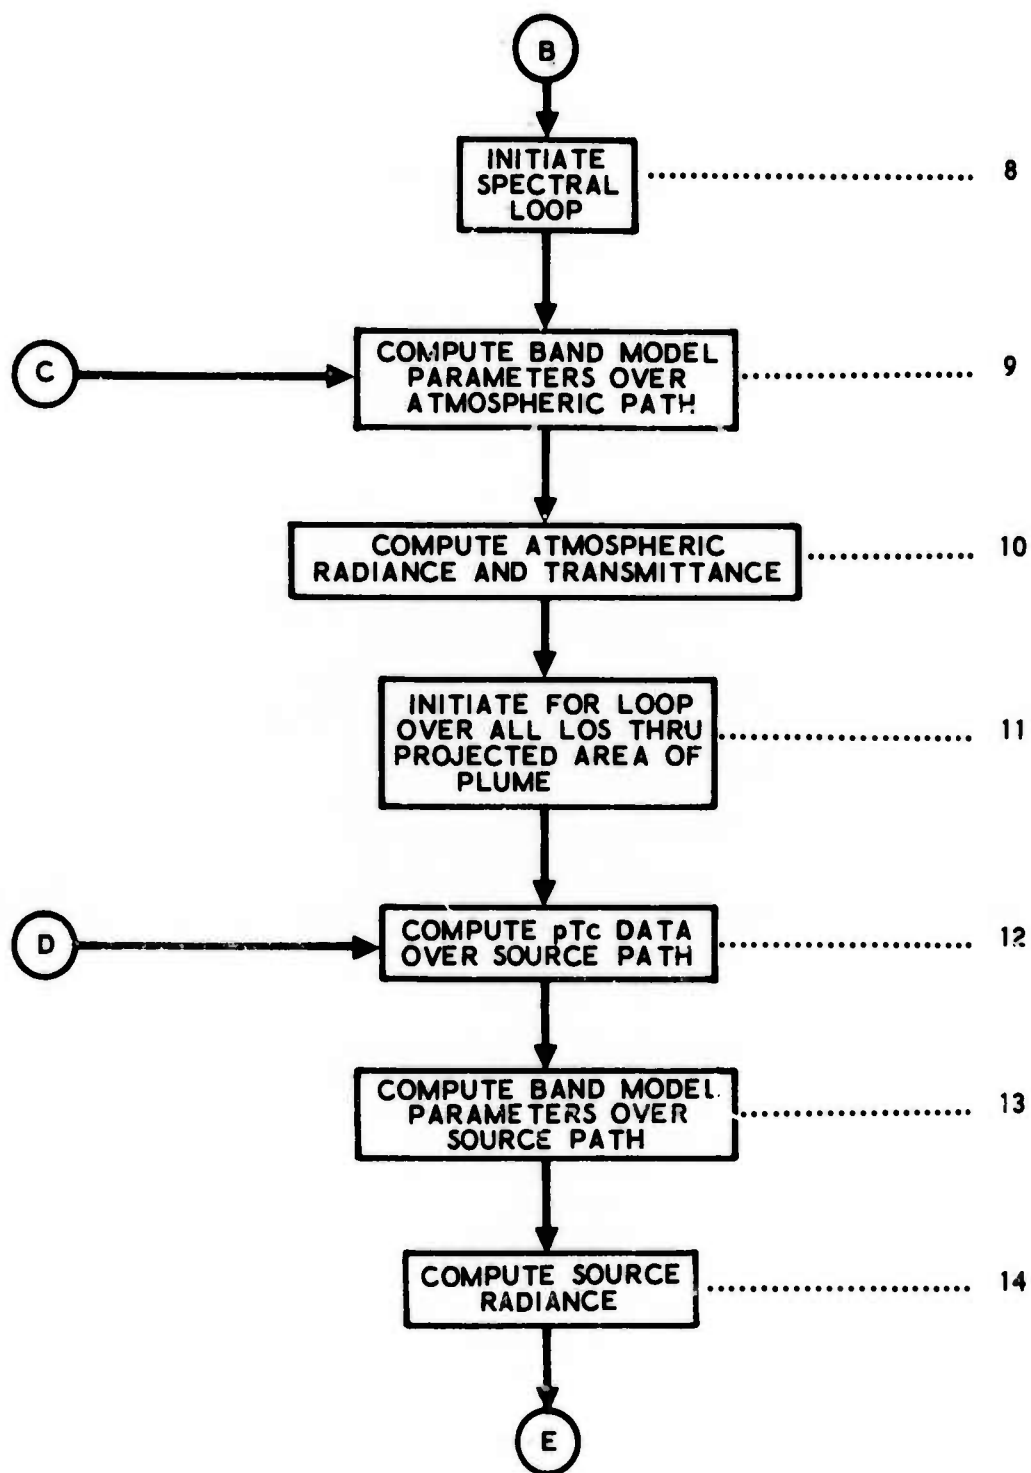 B
INITIATE
SPECTRAL
LOOP
8
C
COMPUTE BAND MODEL
PARAMETERS OVER
ATMOSPHERIC PATH
9
COMPUTE ATMOSPHERIC
RADIANCE AND TRANSMITTANCE
10
INITIATE FOR LOOP
OVER ALL LOS THRU
PROJECTED AREA OF
PLUME
11
D
COMPUTE pTc DATA
OVER SOURCE PATH
12
COMPUTE BAND MODEL
PARAMETERS OVER
SOURCE PATH
13
COMPUTE SOURCE
RADIANCE
14
E